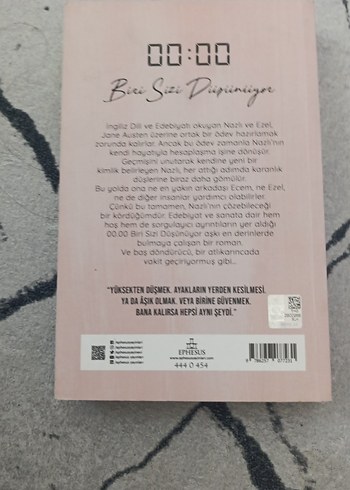 00:00
Biri Sizi Düşünüyor
İngiliz Dili ve Edebiyatı okuyan Nazlı ve Ezel,
Jane Austen üzerine ortak bir ödev hazırlamak
zorunda kalırlar. Ancak bu ödev zamanla Nazlı'nın
kendi hayatıyla hesaplaşma işine dönüşür.
Geçmişini unutarak kendine yeni bir
kimlik belirleyen Nazlı, her attığı adımda karanlık
düşlerine biraz daha gömülür.
Bu yolda ona ne en yakın arkadaşı Ecem, ne Ezel,
ne de diğer insanlar yardımcı olabilirler.
Çünkü bu tamamen, Nazlı'nın çözebileceği
bir kördüğümdür. Edebiyat ve sanata dair hem
hoş hem de sorgulayıcı ayrıntıların yer aldığı
00.00 Biri Sizi Düşünüyor aşkı en derinlerde
bulmaya çalışan bir roman.
Ve baş döndürücü, bir atlıkarıncada
vakit geçiriyormuş gibi...
"YÜKSEKTEN DÜŞMEK. AYAKLARIN YERDEN KESİLMESİ.
YA DA ÂŞIK OLMAK. VEYA BİRİNE GÜVENMEK.
BANA KALIRSA HEPSİ AYNI ŞEYDİ."
EPHESUS
444 0 454